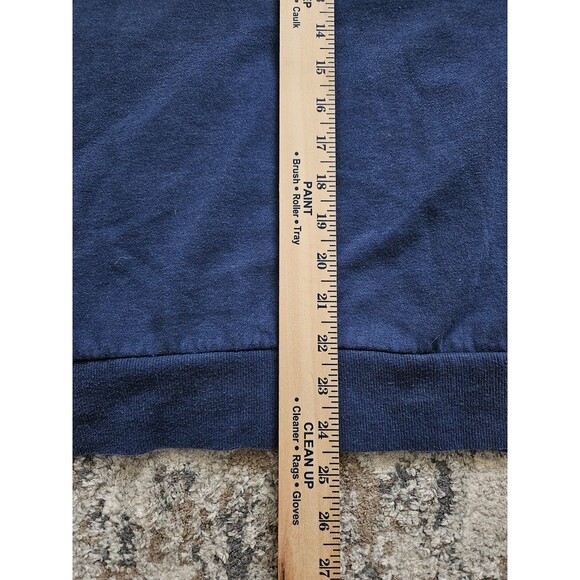 • Caulk
PAINT
• Brush • Roller • Tray
CLEAN UP
• Cleaner • Rags • Gloves
14
15
16
17
18
19
20
21
22
23
24
25
26
27